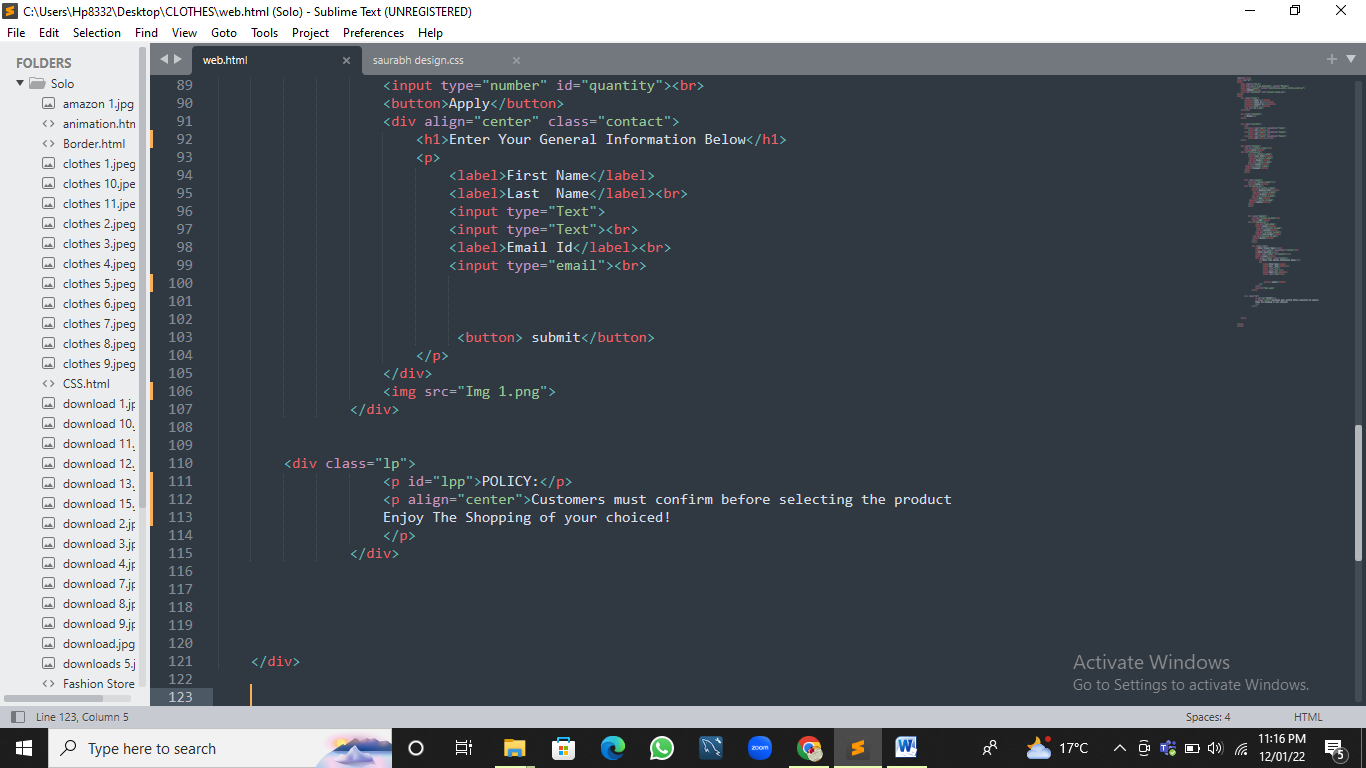 C:\Users\Hp8332\Desktop\CLOTHES\web.html (Solo) - Sublime Text (UNREGISTERED)
File Edit Selection Find View Goto Tools Project Preferences Help
FOLDERS
Solo
amazon 1.jpg
animation.htn
Border.html
clothes 1.jpeg
clothes 10.jpe
clothes 11.jpe
clothes 2.jpeg
clothes 3.jpeg
clothes 4.jpeg
clothes 5.jpeg
clothes 6.jpeg
clothes 7.jpeg
clothes 8.jpeg
clothes 9.jpeg
CSS.html
download 1.jp
download 10.
download 11.
download 12.
download 13.
download 15.
download 2.jp
download 3.jp
download 4.jp
download 7.jp
download 8.jp
download 9.jp
download.jpg
downloads 5.j
Fashion Store
web.html saurabh design.css
89 <input type="number" id="quantity"><br>
90 <button>Apply</button>
91 <div align="center" class="contact">
92 <h1>Enter Your General Information Below</h1>
93 <p>
94 <label>First Name</label>
95 <label>Last  Name</label><br>
96 <input type="Text">
97 <input type="Text"><br>
98 <label>Email Id</label><br>
99 <input type="email"><br>
100
101
102
103 <button> submit</button>
104 </p>
105 </div>
106 <img src="Img 1.png">
107 </div>
108
109
110 <div class="lp">
111 <p id="lpp">POLICY:</p>
112 <p align="center">Customers must confirm before selecting the product
113 Enjoy The Shopping of your choiced!
114 </p>
115 </div>
116
117
118
119
120
121 </div>
122
123
Activate Windows
Go to Settings to activate Windows.
Line 123, Column 5 Spaces: 4 HTML
Type here to search zoom 17°C 11:16 PM
12/01/22 5